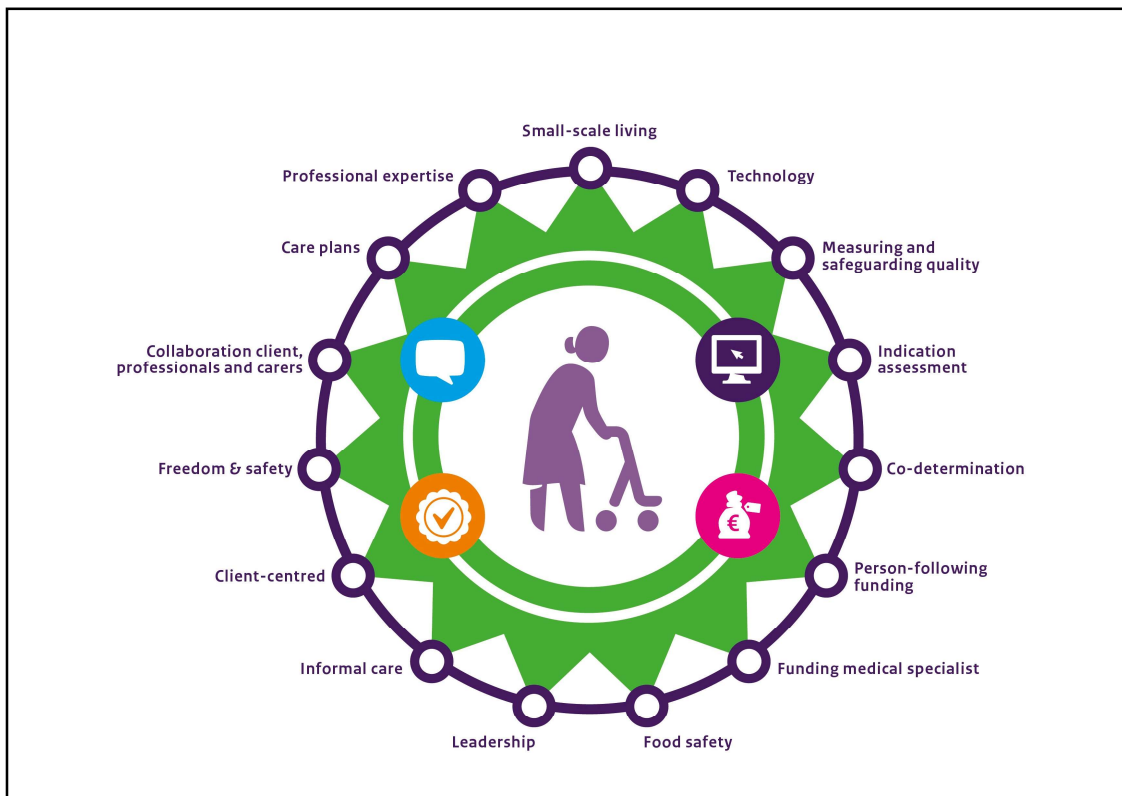 Small-scale living
Professional expertise
Technology
Care plans
Measuring and
safeguarding quality
Collaboration client,
professionals and carers
Indication
assessment
Freedom & safety
Co-determination
Client-centred
Person-following
funding
Informal care
Funding medical specialist
Leadership
Food safety
€